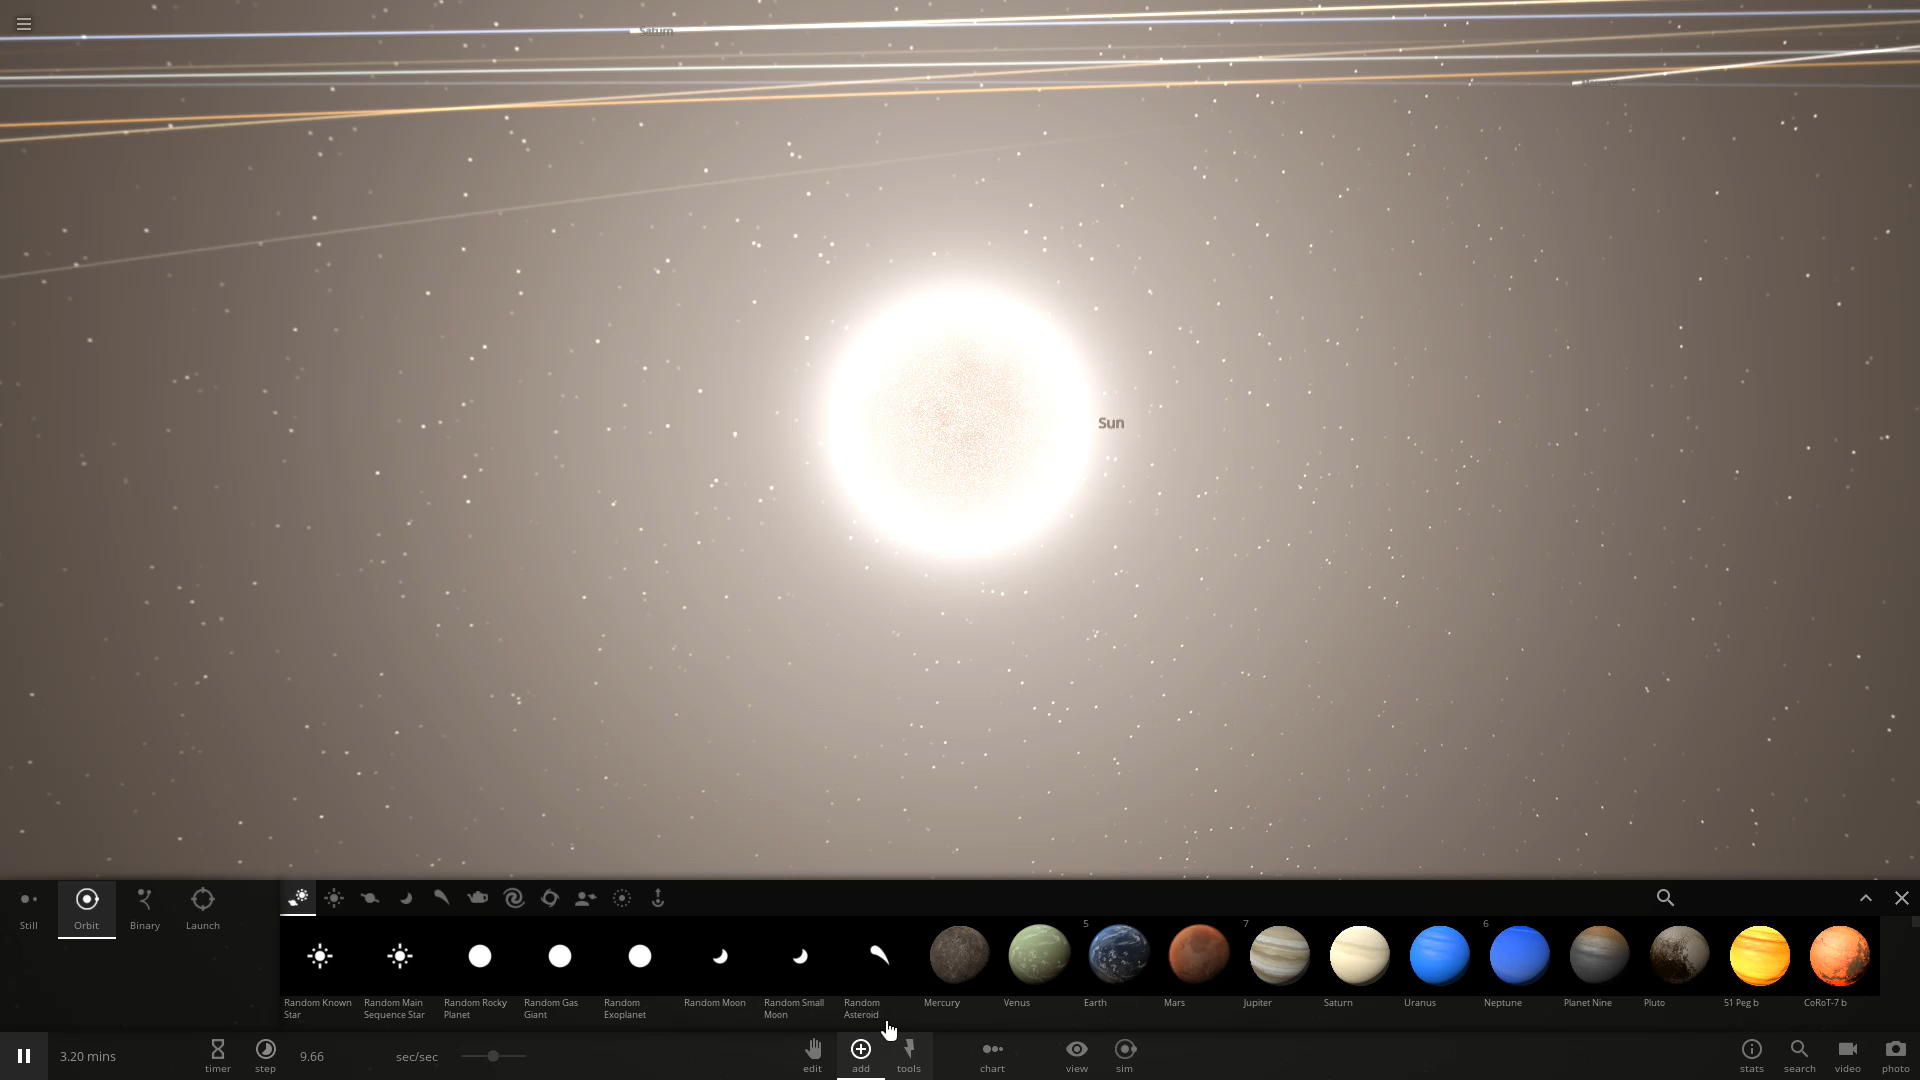 Saturn
Sun
Still
Orbit
Binary
Launch
5
7
6
Random Known
Star
Random Main
Sequence Star
Random Rocky
Planet
Random Gas
Giant
Random
Exoplanet
Random Moon
Random Small
Moon
Random
Asteroid
Mercury
Venus
Earth
Mars
Jupiter
Saturn
Uranus
Neptune
Planet Nine
Pluto
51 Peg b
CoRoT-7 b
3.20 mins
timer
step
9.66
sec/sec
edit
add
tools
chart
view
sim
stats
search
video
photo